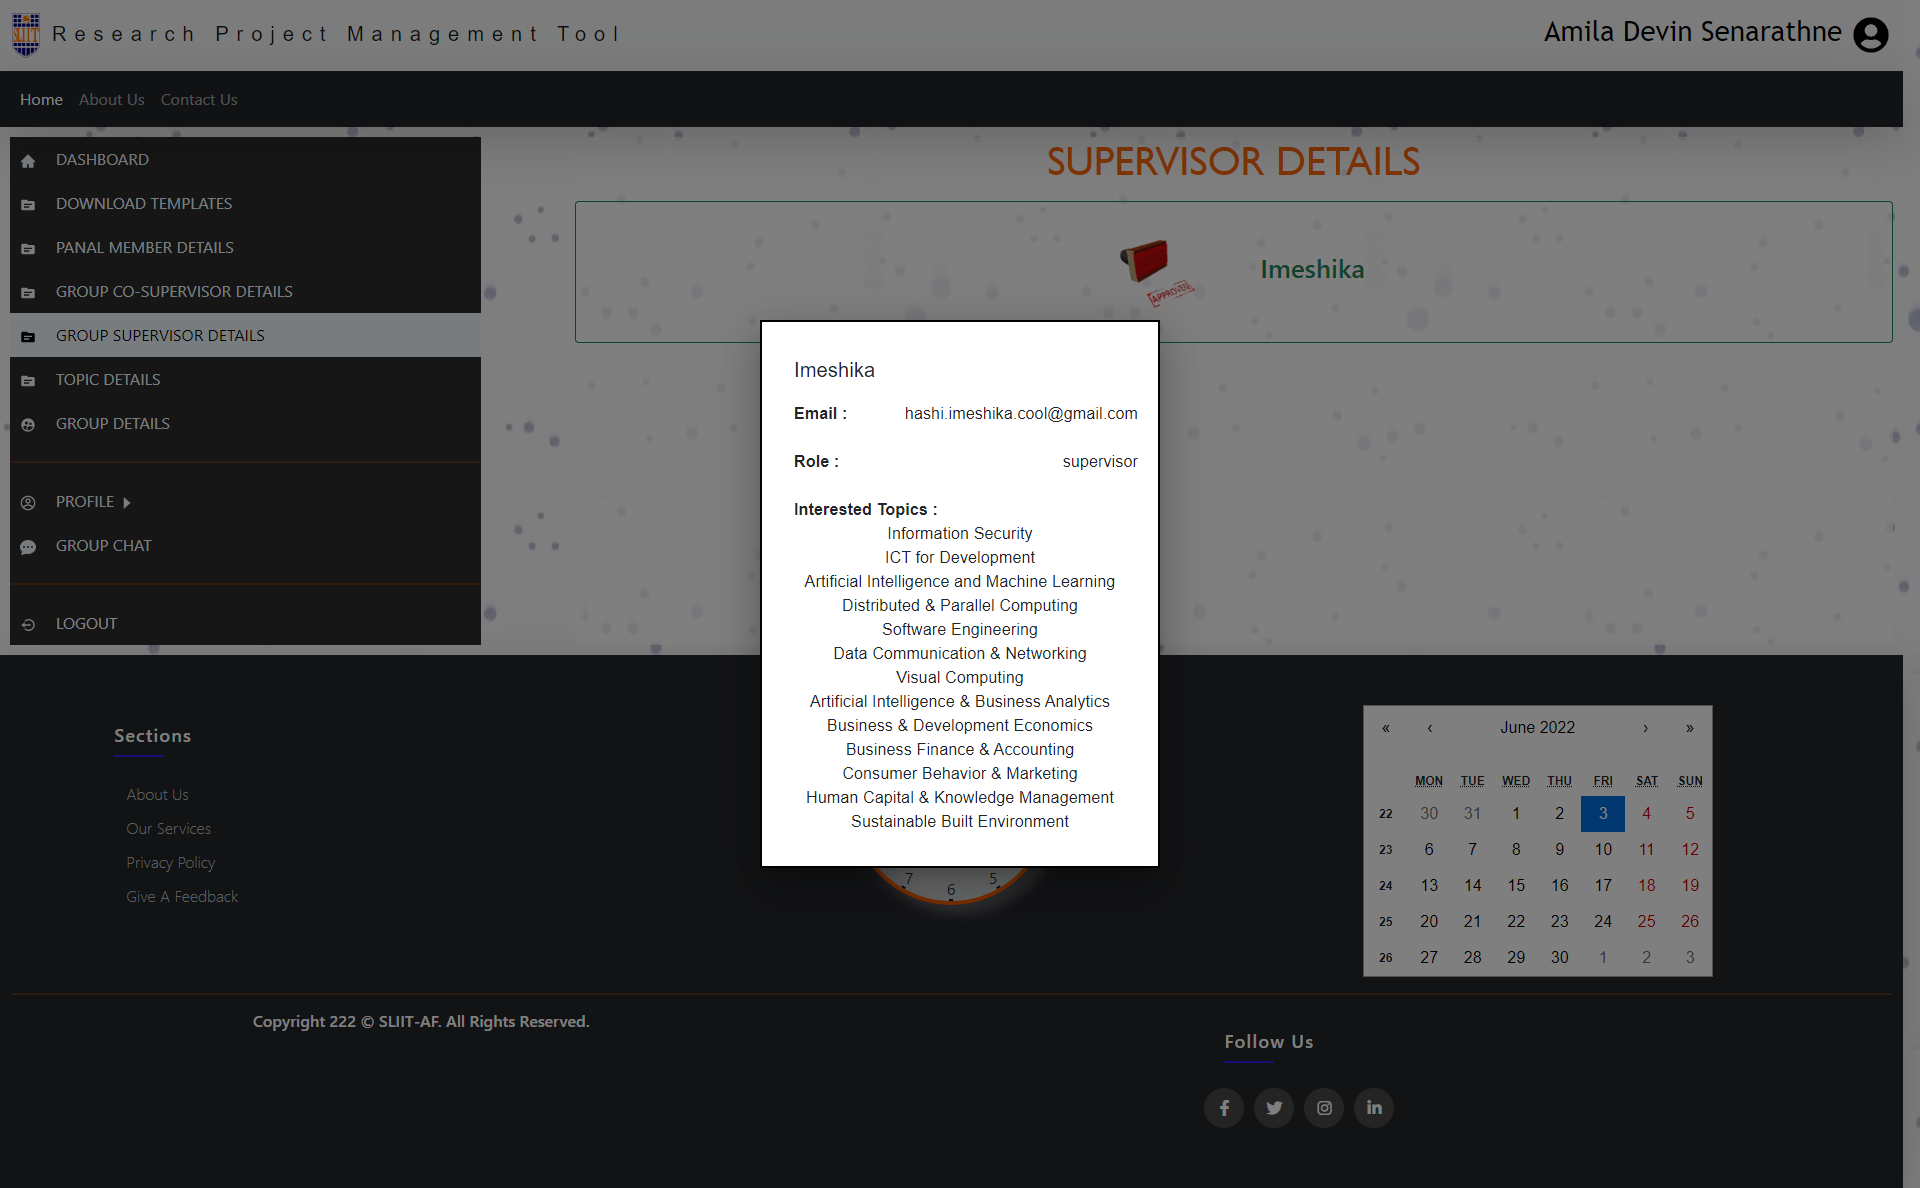 SLIIT
Research Project Management Tool
Amila Devin Senarathne
Home About Us Contact Us
DASHBOARD
DOWNLOAD TEMPLATES
PANAL MEMBER DETAILS
GROUP CO-SUPERVISOR DETAILS
GROUP SUPERVISOR DETAILS
TOPIC DETAILS
GROUP DETAILS
PROFILE
GROUP CHAT
LOGOUT
SUPERVISOR DETAILS
APPROVED
Imeshika
Imeshika
Email : hashi.imeshika.cool@gmail.com
Role : supervisor
Interested Topics :
Information Security
ICT for Development
Artificial Intelligence and Machine Learning
Distributed & Parallel Computing
Software Engineering
Data Communication & Networking
Visual Computing
Artificial Intelligence & Business Analytics
Business & Development Economics
Business Finance & Accounting
Consumer Behavior & Marketing
Human Capital & Knowledge Management
Sustainable Built Environment
Sections
About Us
Our Services
Privacy Policy
Give A Feedback
7 6 5
« ‹ June 2022 › »
MON TUE WED THU FRI SAT SUN
22 30 31 1 2 3 4 5
23 6 7 8 9 10 11 12
24 13 14 15 16 17 18 19
25 20 21 22 23 24 25 26
26 27 28 29 30 1 2 3
Copyright 222 © SLIIT-AF. All Rights Reserved.
Follow Us